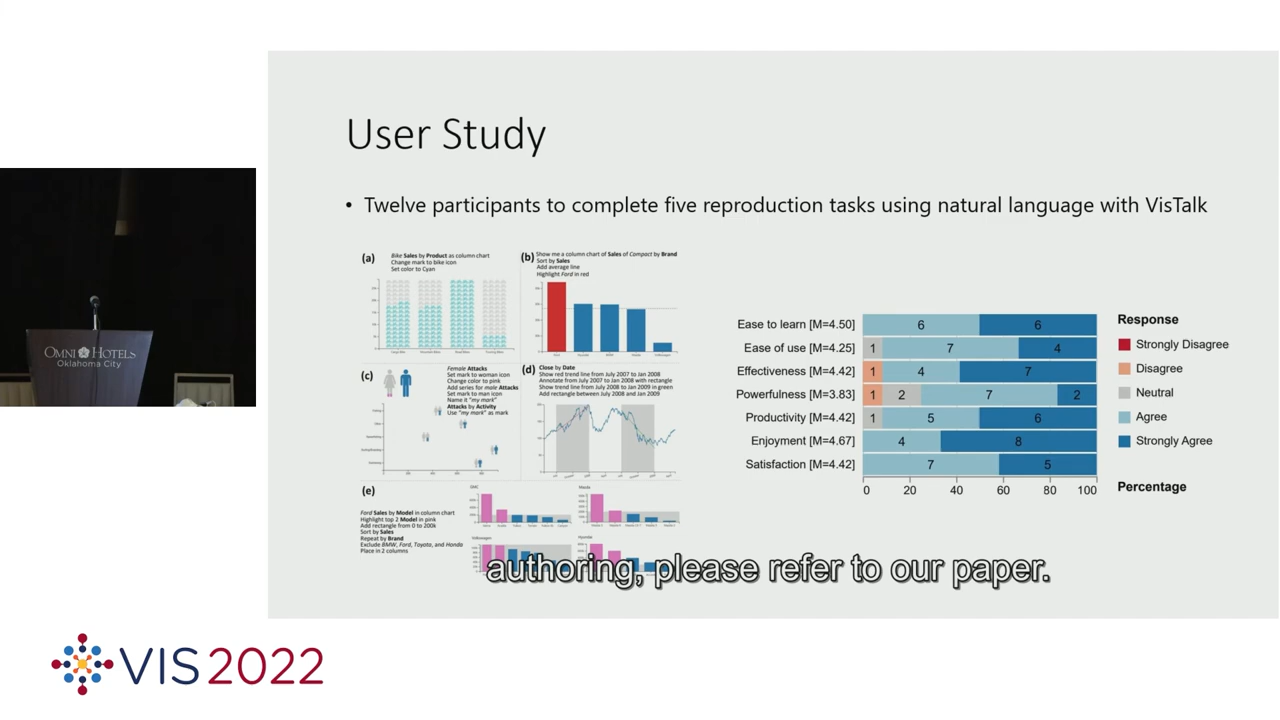 User Study
• Twelve participants to complete five reproduction tasks using natural language with VisTalk
(a)
Bike Sales by Product as column chart
Change mark to bike icon
Set color to Cyan
(b)
Show me a column chart of Sales of Compact by Brand
Sort by Sales
Add average line
Highlight Ford in red
(c)
Female Attacks
Set mark to woman icon
Change color to pink
Add series for male Attacks
Set mark to man icon
Name it "my mark"
Attacks by Activity
Use "my mark" as mark
(d)
Close by Date
Show red trend line from July 2007 to Jan 2008
Annotate from July 2007 to Jan 2008 with rectangle
Show trend line from July 2008 to Jan 2009 in green
Add rectangle between July 2008 and Jan 2009
(e)
Ford Sales by Model in column chart
Highlight top 2 Model in pink
Add rectangle from 0 to 200k
Sort by Sales
Repeat by Brand
Exclude BMW, Ford, Toyota, and Honda
Place in 2 columns
GMC
Mazda
Volkswagen
Hyundai
Ease to learn [M=4.50] 6 6
Ease of use [M=4.25] 1 7 4
Effectiveness [M=4.42] 1 4 7
Powerfulness [M=3.83] 1 2 7 2
Productivity [M=4.42] 1 5 6
Enjoyment [M=4.67] 4 8
Satisfaction [M=4.42] 7 5
0 20 40 60 80 100
Response
Strongly Disagree
Disagree
Neutral
Agree
Strongly Agree
Percentage
OMNI HOTELS
Oklahoma City
authoring, please refer to our paper.
VIS2022